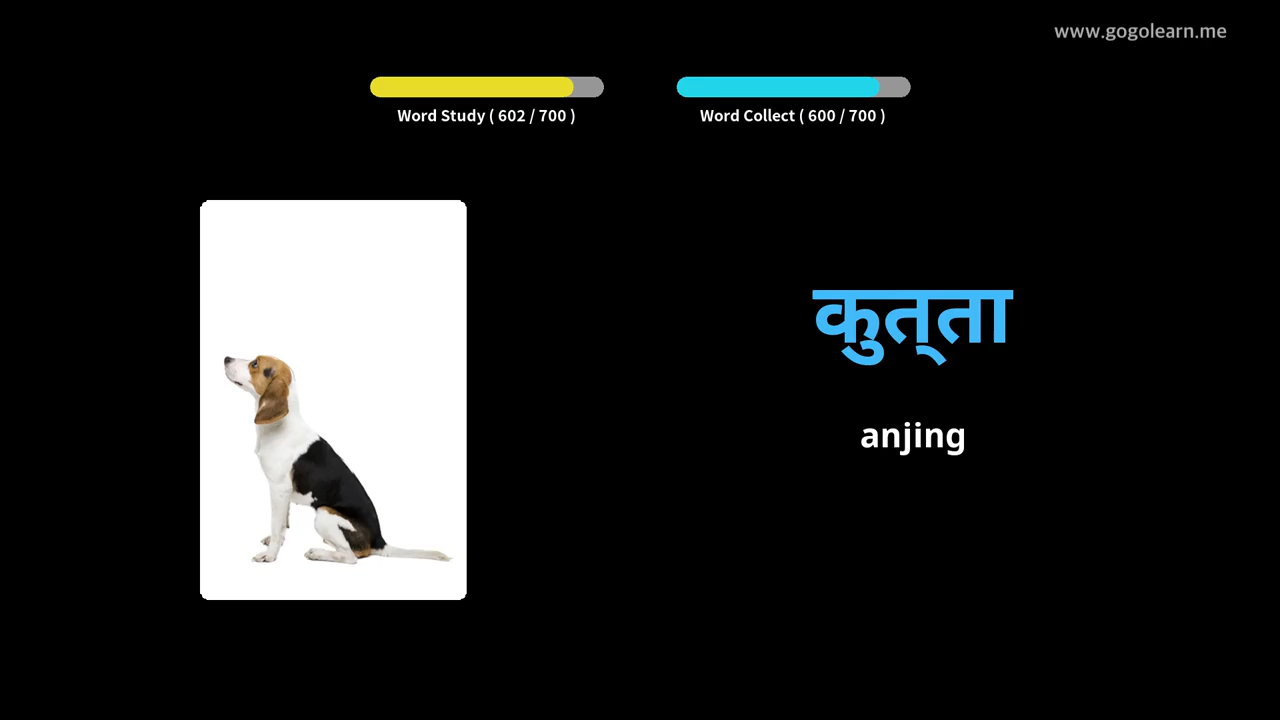 www.gogolearn.me
Word Study ( 602 / 700 )
Word Collect ( 600 / 700 )
कुत्‌ता
anjing